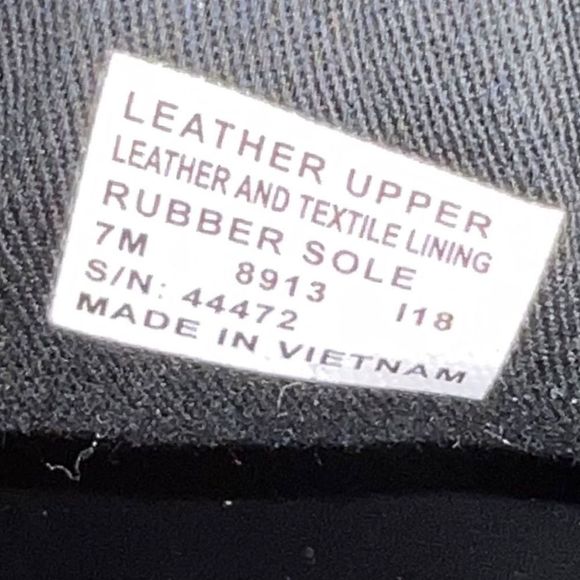 LEATHER UPPER
LEATHER AND TEXTILE LINING
RUBBER SOLE
7M 8913 I18
S/N: 44472
MADE IN VIETNAM